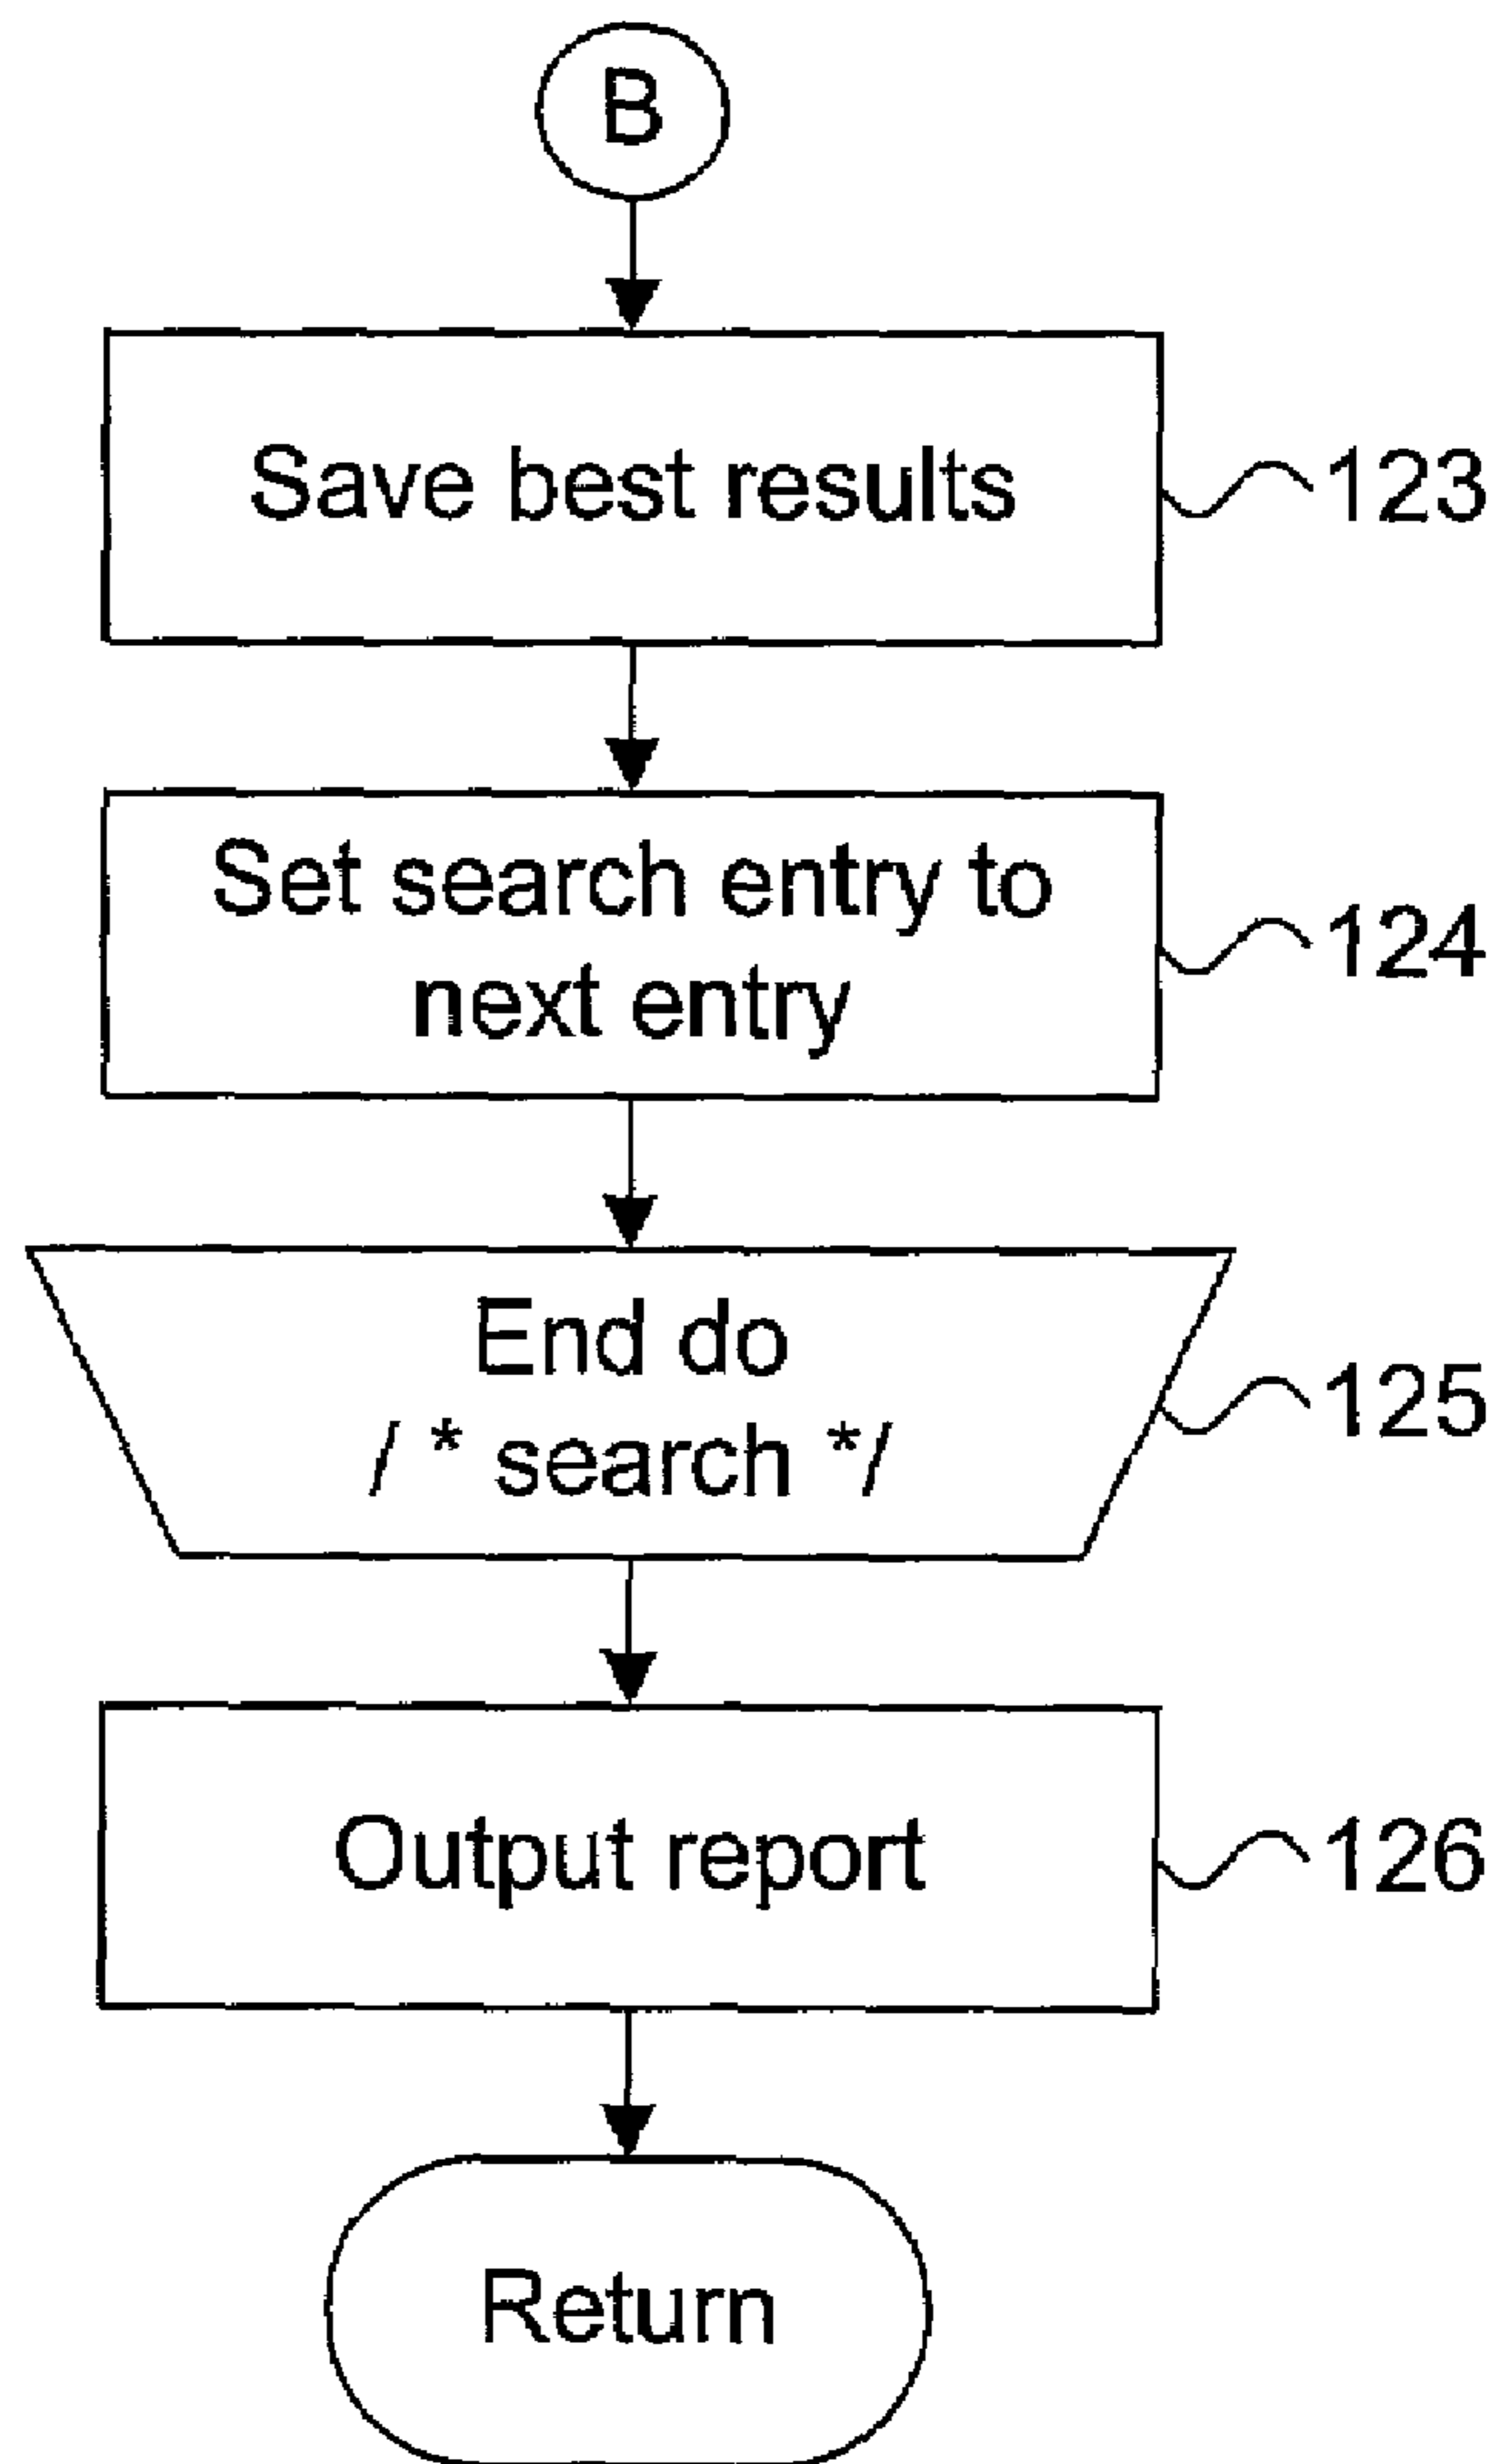 B
Save best results
123
Set search entry to
next entry
124
End do
/ * search */
125
Output report
126
Return